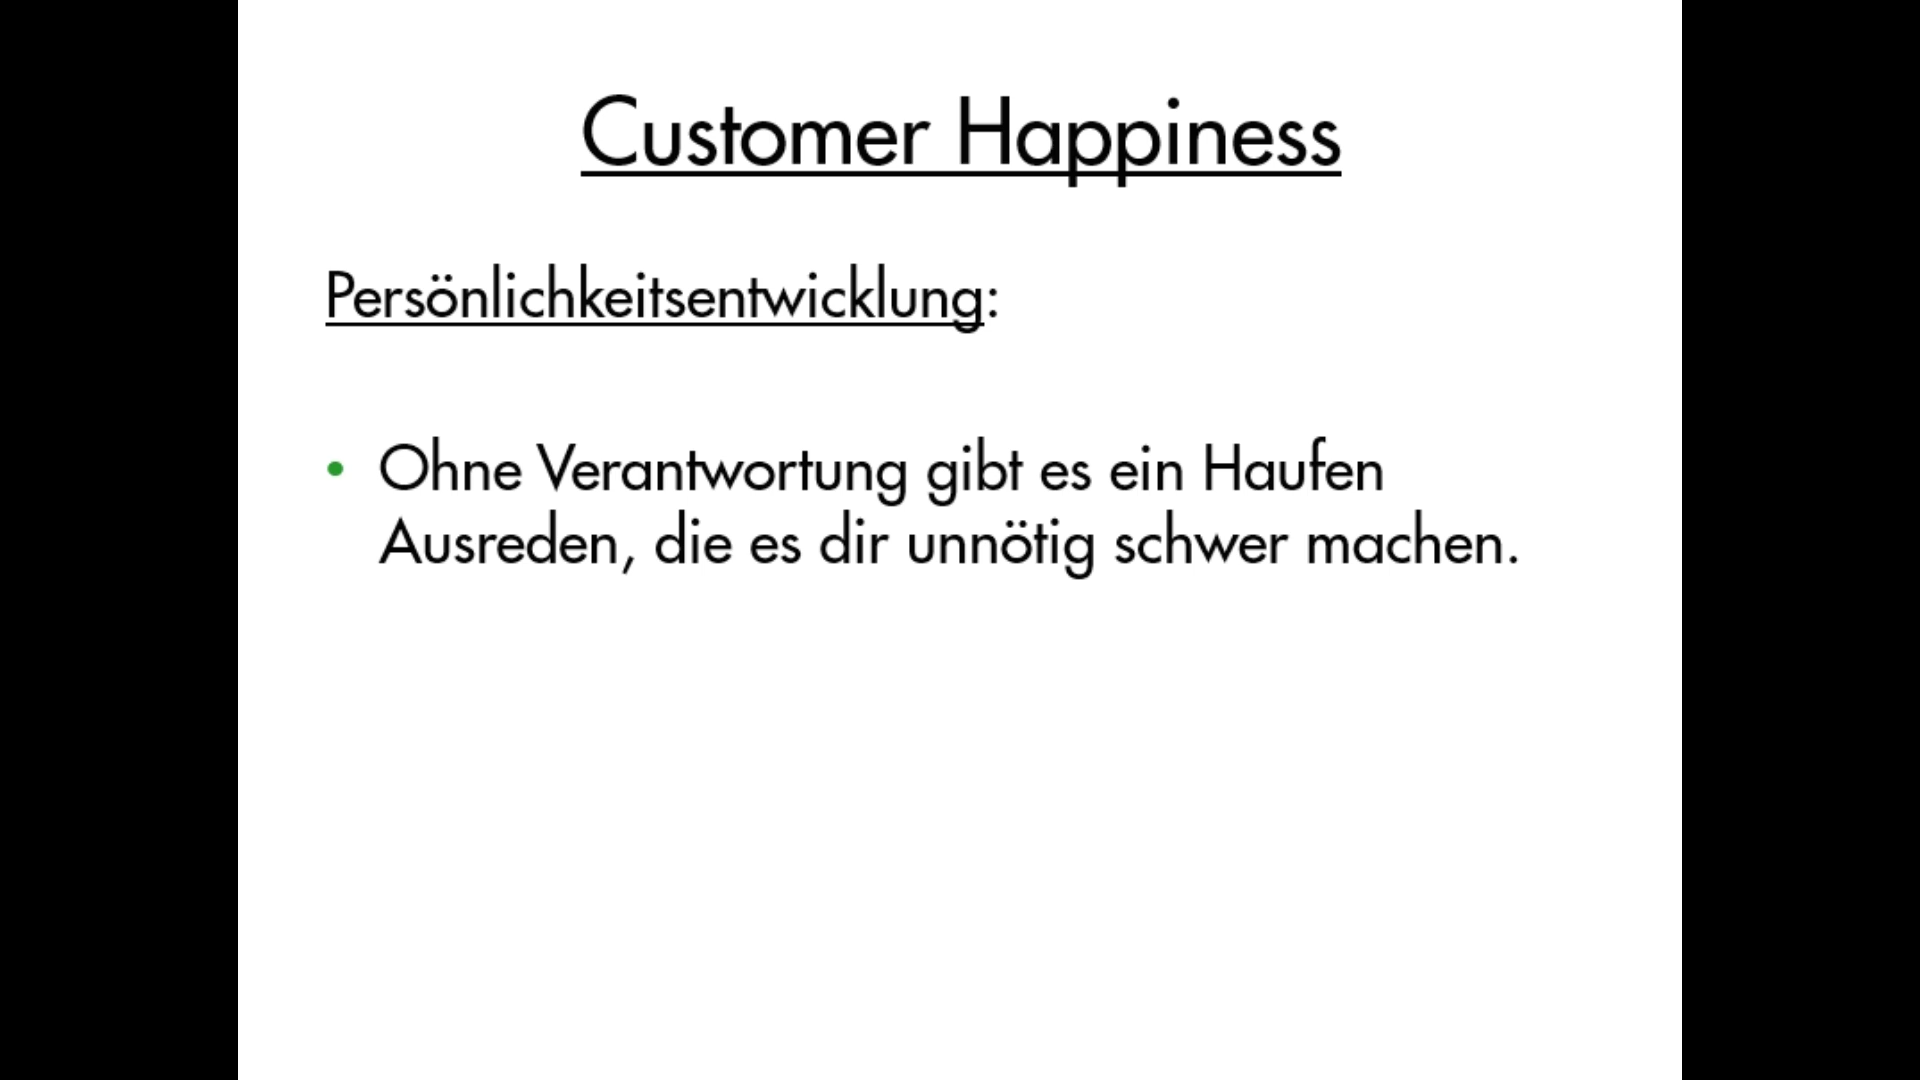 Customer Happiness
Persönlichkeitsentwicklung:
• Ohne Verantwortung gibt es ein Haufen
Ausreden, die es dir unnötig schwer machen.